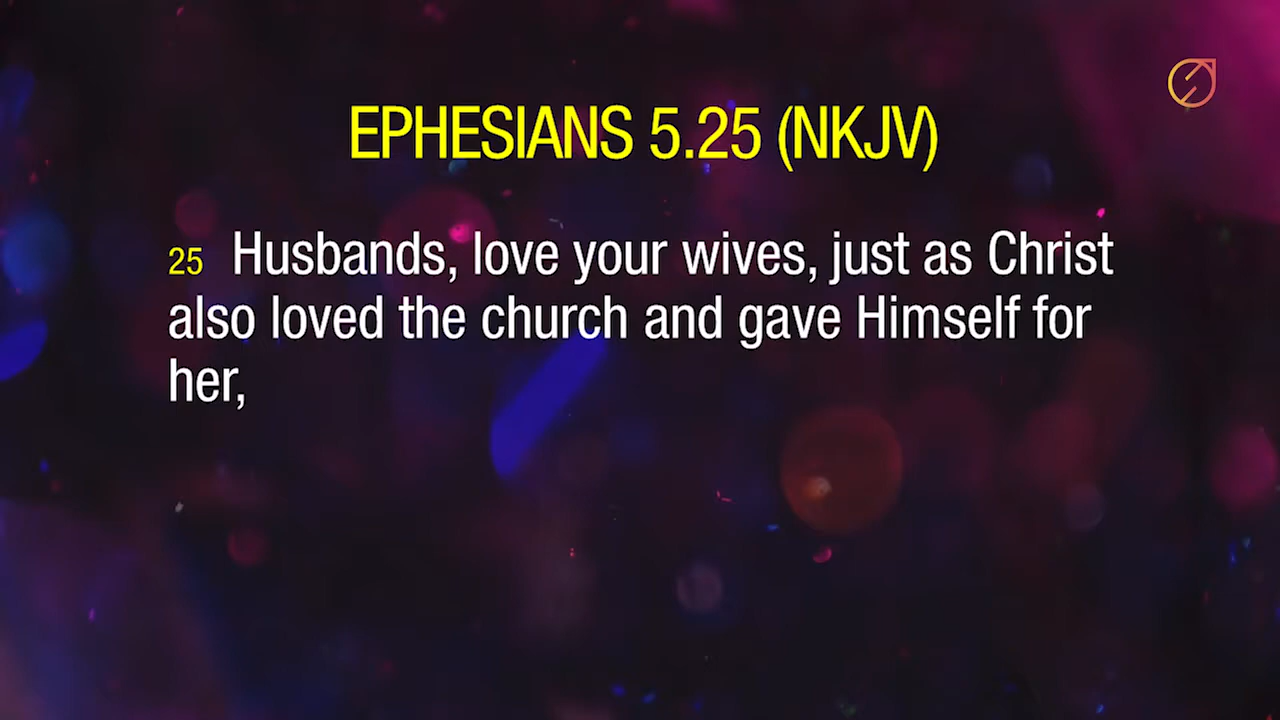 EPHESIANS 5.25 (NKJV)
25 Husbands, love your wives, just as Christ
also loved the church and gave Himself for
her,